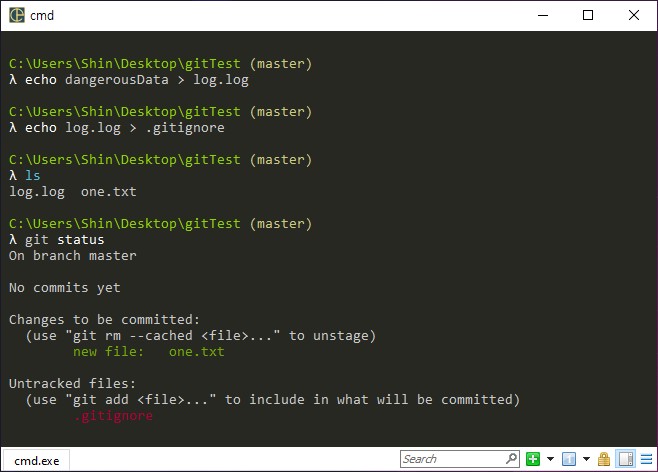 cmd
C:\Users\Shin\Desktop\gitTest (master)
λ echo dangerousData > log.log
C:\Users\Shin\Desktop\gitTest (master)
λ echo log.log > .gitignore
C:\Users\Shin\Desktop\gitTest (master)
λ ls
log.log  one.txt
C:\Users\Shin\Desktop\gitTest (master)
λ git status
On branch master
No commits yet
Changes to be committed:
  (use "git rm --cached <file>..." to unstage)
        new file:   one.txt
Untracked files:
  (use "git add <file>..." to include in what will be committed)
        .gitignore
cmd.exe
Search